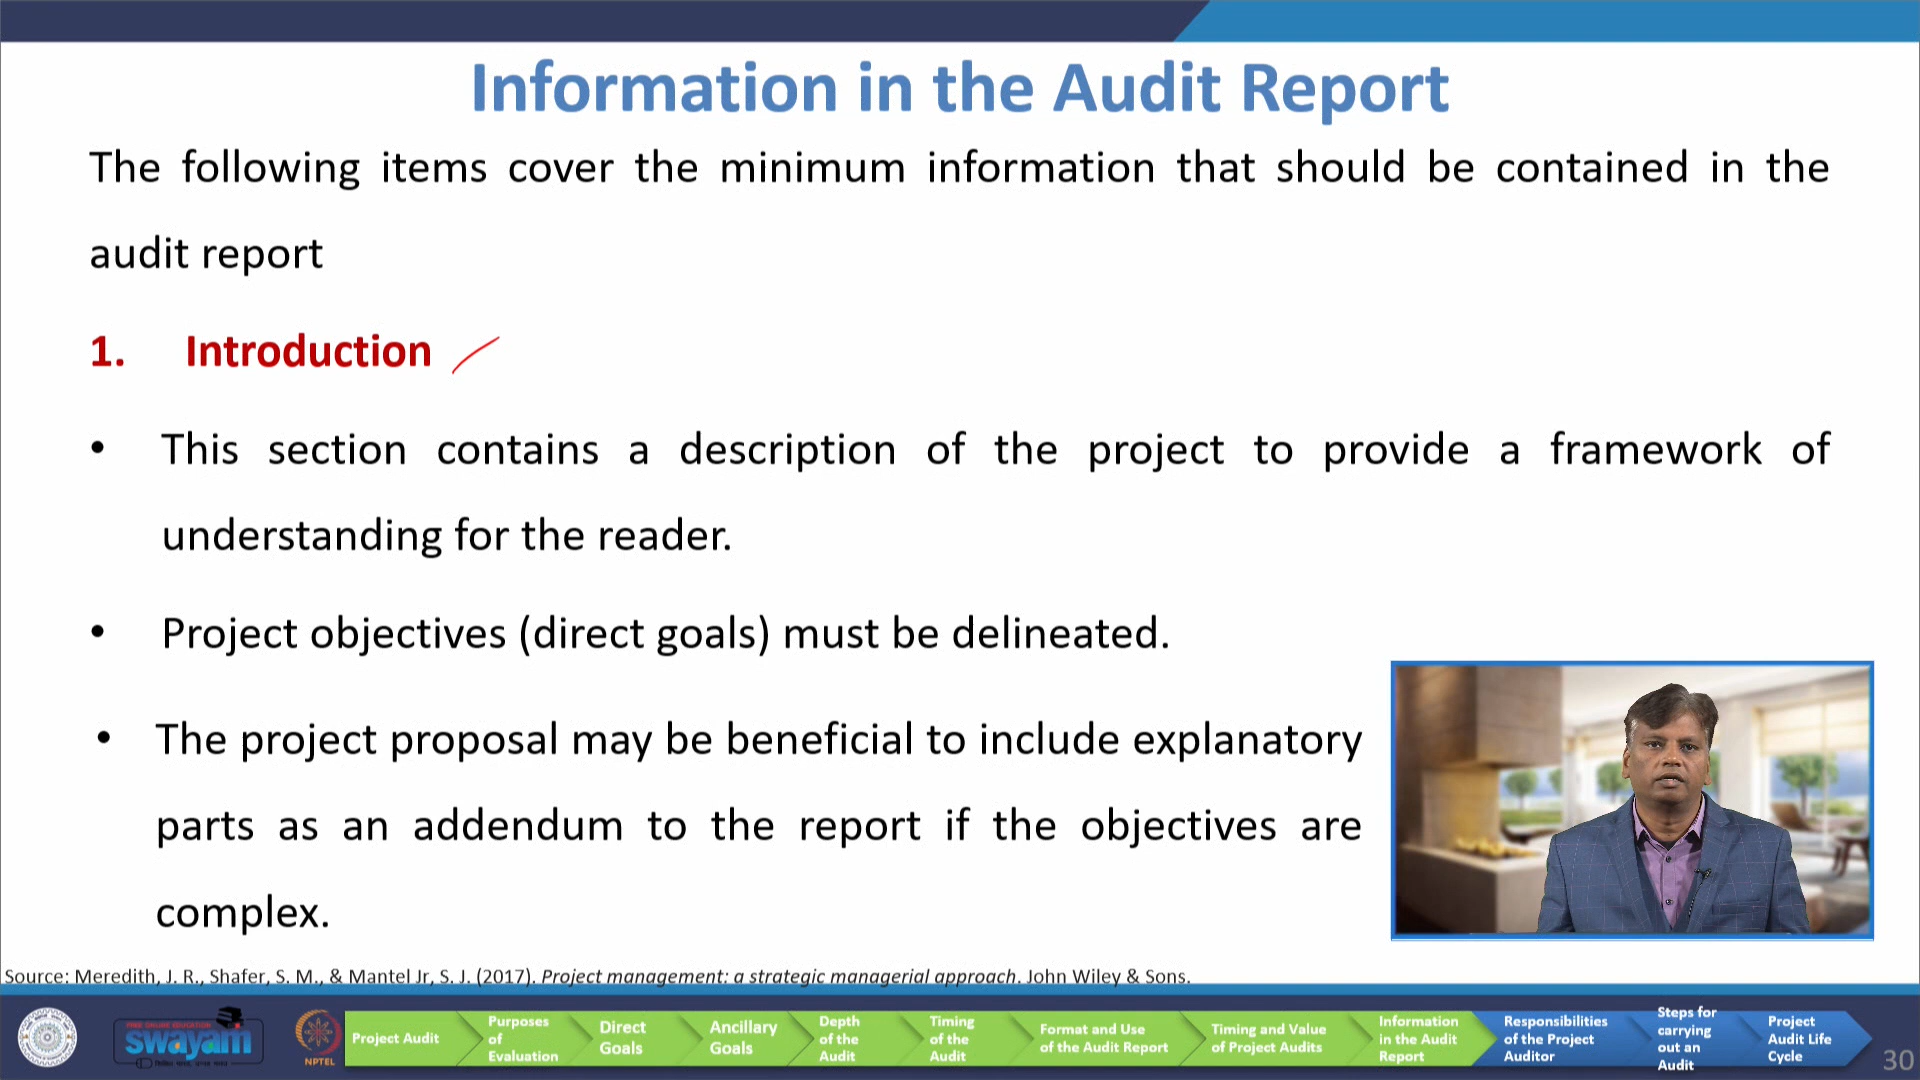 Information in the Audit Report
The following items cover the minimum information that should be contained in the
audit report
1. Introduction
• This section contains a description of the project to provide a framework of
understanding for the reader.
• Project objectives (direct goals) must be delineated.
• The project proposal may be beneficial to include explanatory
parts as an addendum to the report if the objectives are
complex.
Source: Meredith, J. R., Shafer, S. M., & Mantel Jr, S. J. (2017). Project management: a strategic managerial approach. John Wiley & Sons.
FREE ONLINE EDUCATION
swayam
NPTEL
Project Audit
Purposes
of
Evaluation
Direct
Goals
Ancillary
Goals
Depth
of the
Audit
Timing
of the
Audit
Format and Use
of the Audit Report
Timing and Value
of Project Audits
Information
in the Audit
Report
Responsibilities
of the Project
Auditor
Steps for
carrying
out an
Audit
Project
Audit Life
Cycle
30